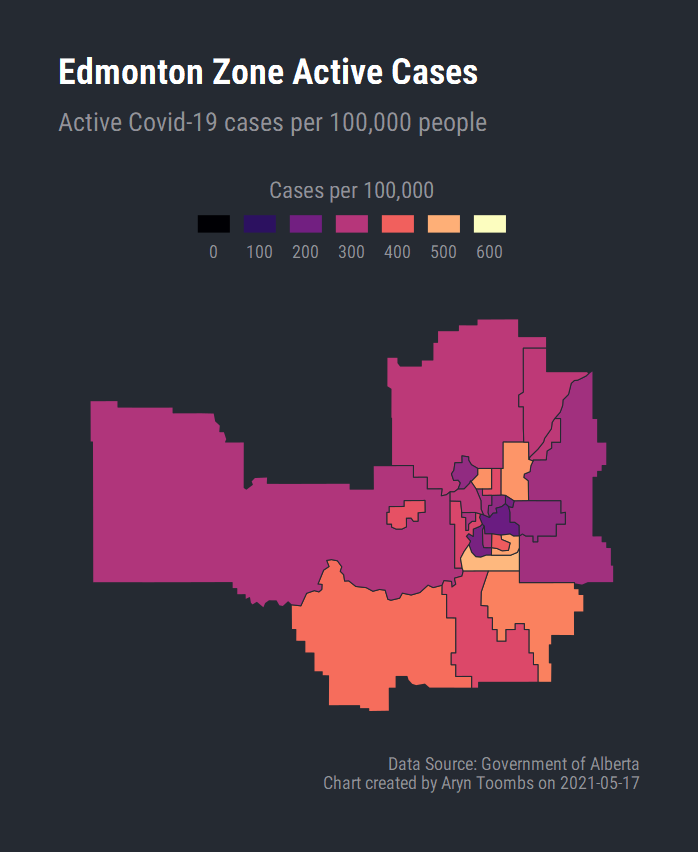 Edmonton Zone Active Cases
Active Covid-19 cases per 100,000 people
Cases per 100,000
0 100 200 300 400 500 600
Data Source: Government of Alberta
Chart created by Aryn Toombs on 2021-05-17